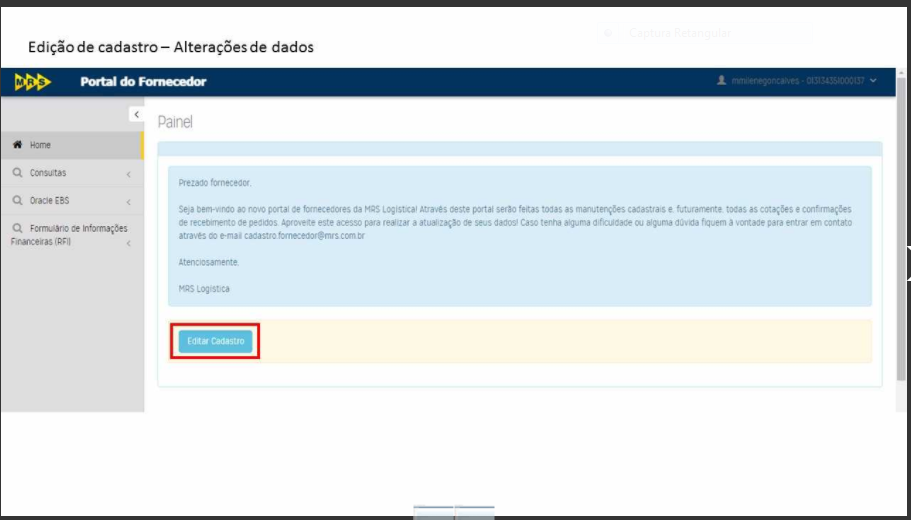 Captura Retangular
Edição de cadastro – Alterações de dados
MRS Portal do Fornecedor
mmilenegoncalves - 013134351000137
Painel
Home
Consultas
Oracle EBS
Formulário de Informações
Financeiras (RFI)
Prezado fornecedor,
Seja bem-vindo ao novo portal de fornecedores da MRS Logística! Através deste portal serão feitas todas as manutenções cadastrais e, futuramente, todas as cotações e confirmações
de recebimento de pedidos. Aproveite este acesso para realizar a atualização de seus dados! Caso tenha alguma dificuldade ou alguma dúvida fiquem à vontade para entrar em contato
através do e-mail cadastro.fornecedor@mrs.com.br
Atenciosamente,
MRS Logística
Editar Cadastro